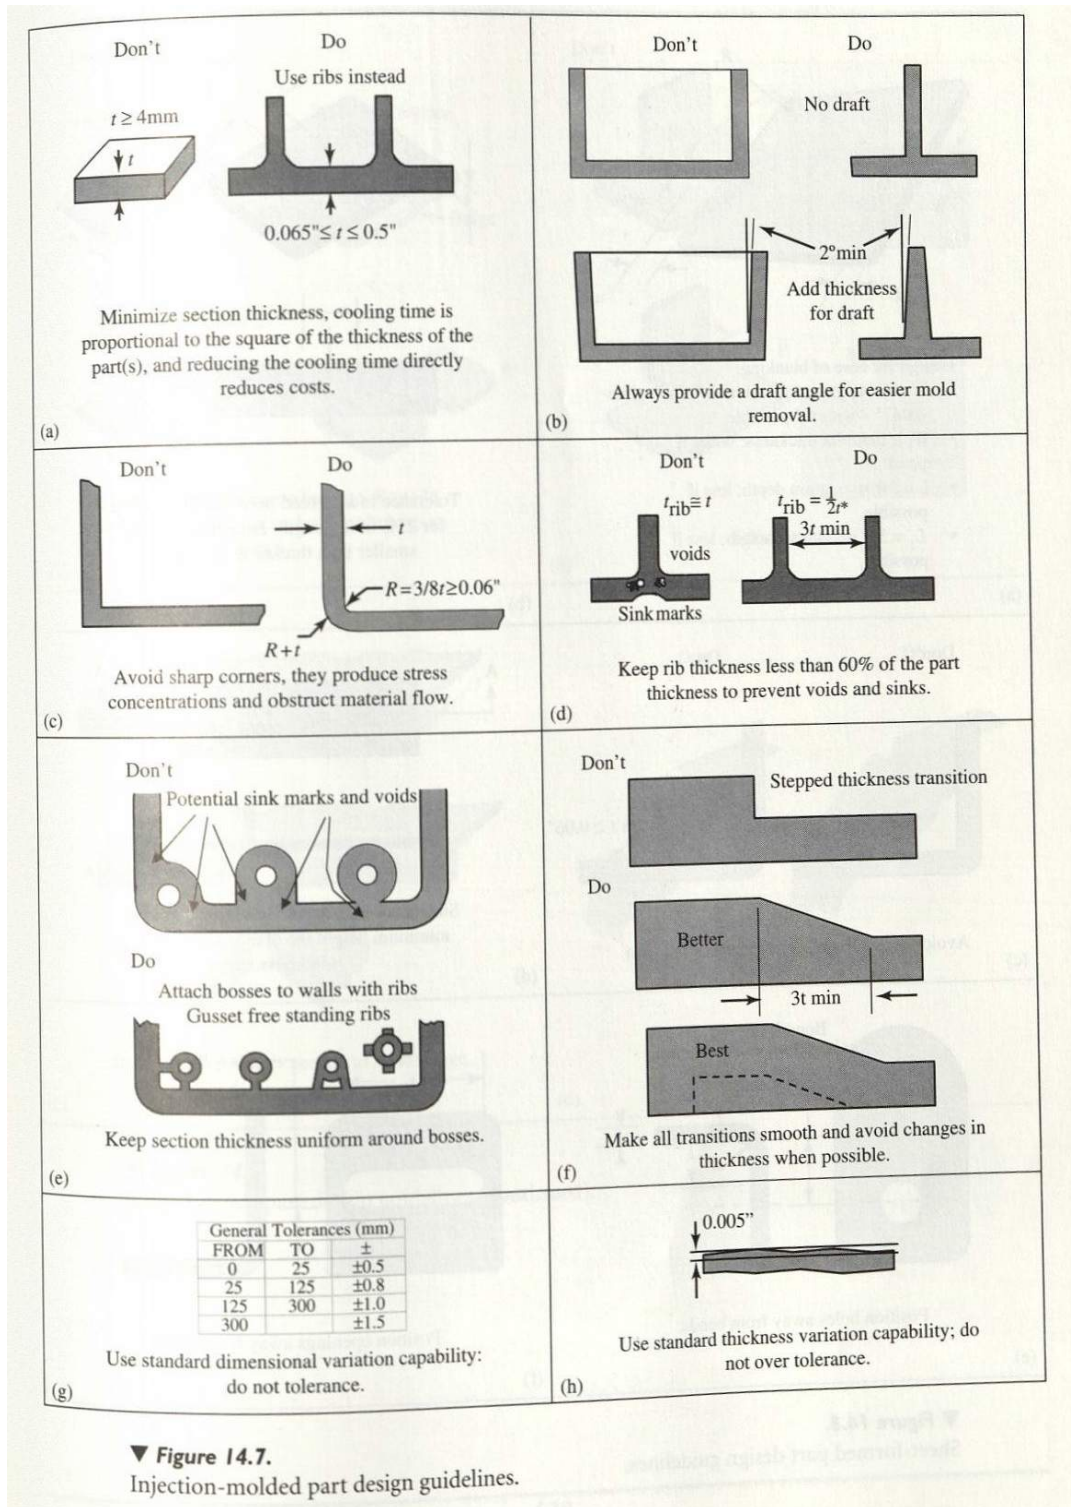 Don't
Do
Use ribs instead
t ≥ 4mm
t
0.065"≤ t ≤ 0.5"
Minimize section thickness, cooling time is
proportional to the square of the thickness of the
part(s), and reducing the cooling time directly
reduces costs.
(a)
Don't
Do
No draft
2°min
Add thickness
for draft
Always provide a draft angle for easier mold
removal.
(b)
Don't
Do
t
R=3/8t≥0.06"
R+t
Avoid sharp corners, they produce stress
concentrations and obstruct material flow.
(c)
Don't
Do
trib ≅ t
trib = 1/2t*
3t min
voids
Sink marks
Keep rib thickness less than 60% of the part
thickness to prevent voids and sinks.
(d)
Don't
Potential sink marks and voids
Do
Attach bosses to walls with ribs
Gusset free standing ribs
Keep section thickness uniform around bosses.
(e)
Don't
Stepped thickness transition
Do
Better
3t min
Best
Make all transitions smooth and avoid changes in
thickness when possible.
(f)
General Tolerances (mm)
FROM TO ±
0 25 ±0.5
25 125 ±0.8
125 300 ±1.0
300 ±1.5
Use standard dimensional variation capability:
do not tolerance.
(g)
0.005”
Use standard thickness variation capability; do
not over tolerance.
(h)
▼ Figure 14.7.
Injection-molded part design guidelines.